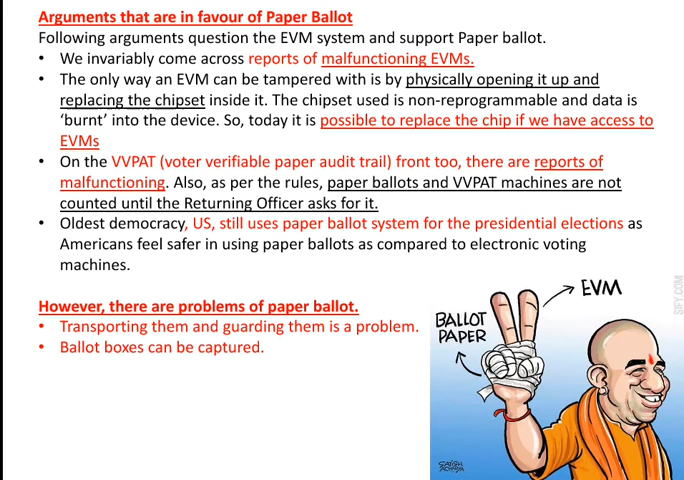 Arguments that are in favour of Paper Ballot
Following arguments question the EVM system and support Paper ballot.
• We invariably come across reports of malfunctioning EVMs.
• The only way an EVM can be tampered with is by physically opening it up and
replacing the chipset inside it. The chipset used is non-reprogrammable and data is
‘burnt’ into the device. So, today it is possible to replace the chip if we have access to
EVMs
• On the VVPAT (voter verifiable paper audit trail) front too, there are reports of
malfunctioning. Also, as per the rules, paper ballots and VVPAT machines are not
counted until the Returning Officer asks for it.
• Oldest democracy, US, still uses paper ballot system for the presidential elections as
Americans feel safer in using paper ballots as compared to electronic voting
machines.
However, there are problems of paper ballot.
• Transporting them and guarding them is a problem.
• Ballot boxes can be captured.
EVM
BALLOT
PAPER
SIFY.COM
SATISH
ACHARYA